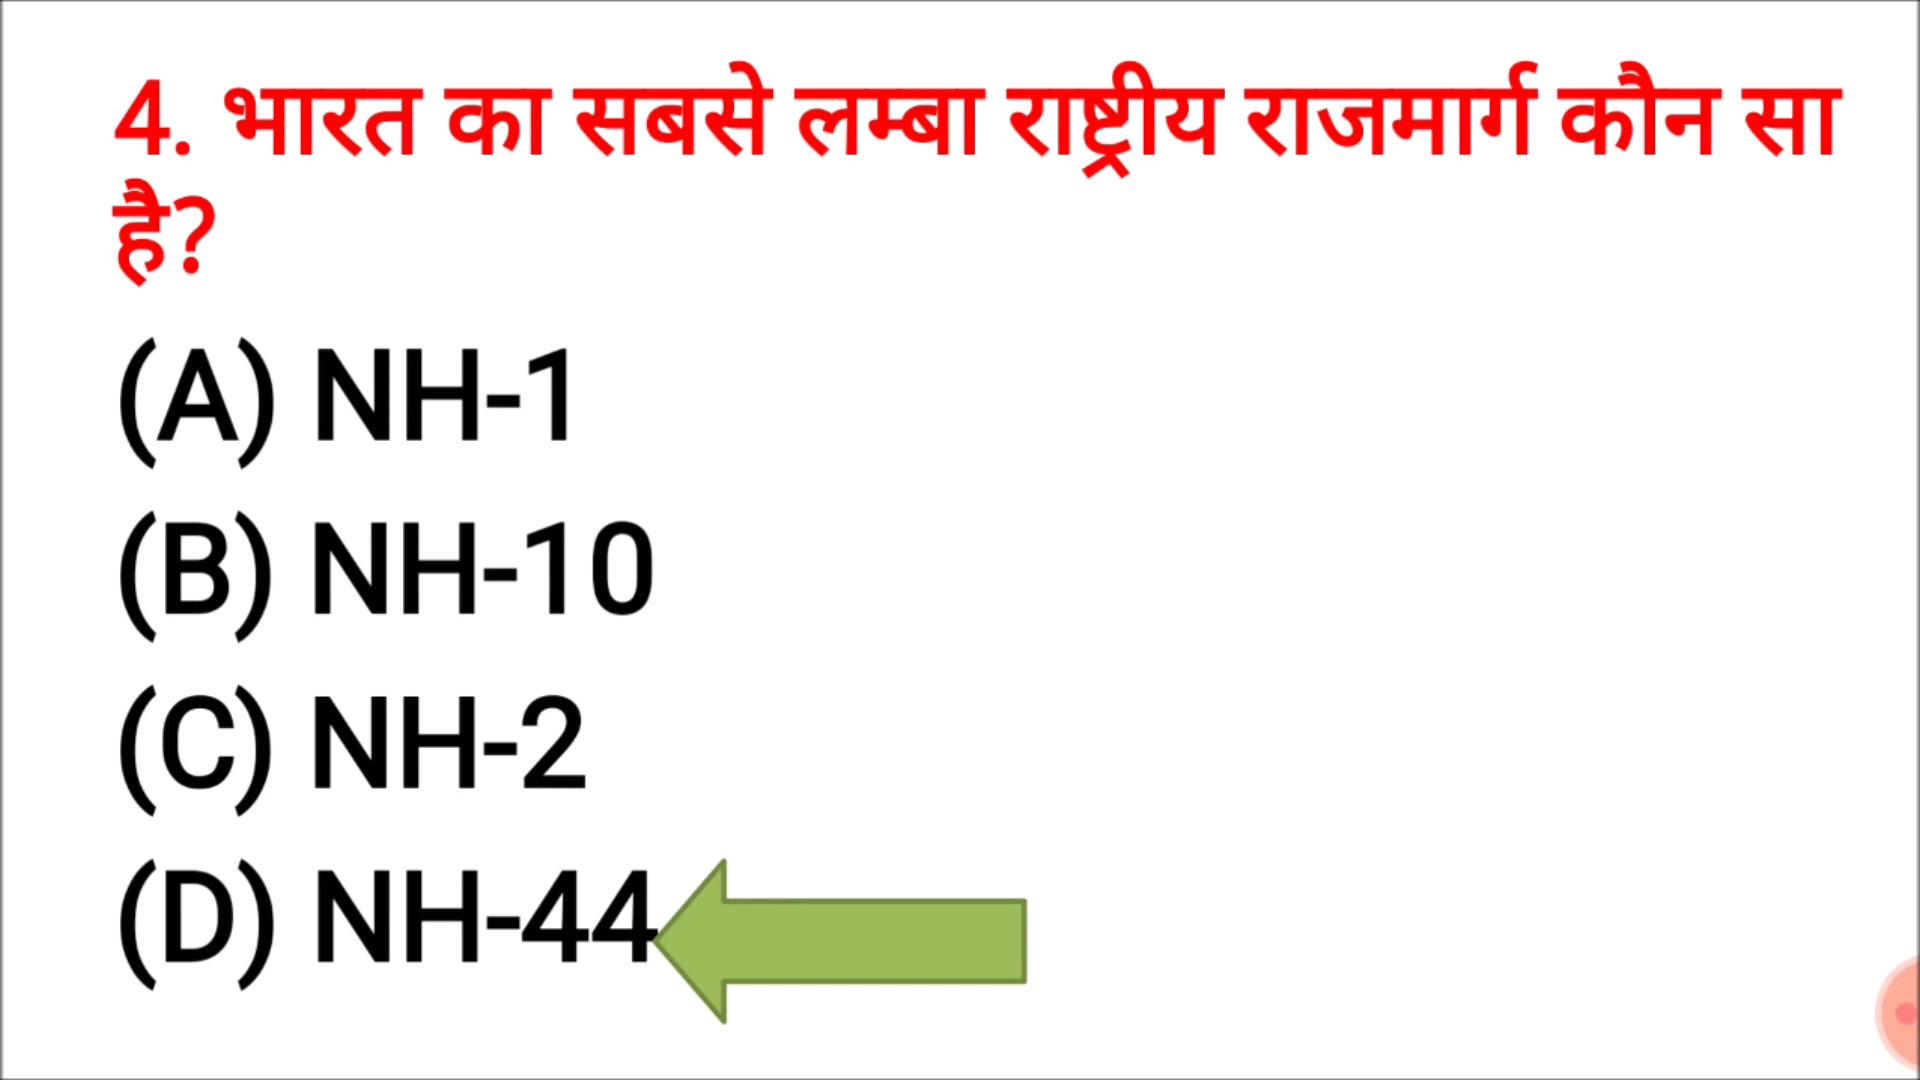 4. भारत का सबसे लम्बा राष्ट्रीय राजमार्ग कौन सा
है?
(A) NH-1
(B) NH-10
(C) NH-2
(D) NH-44